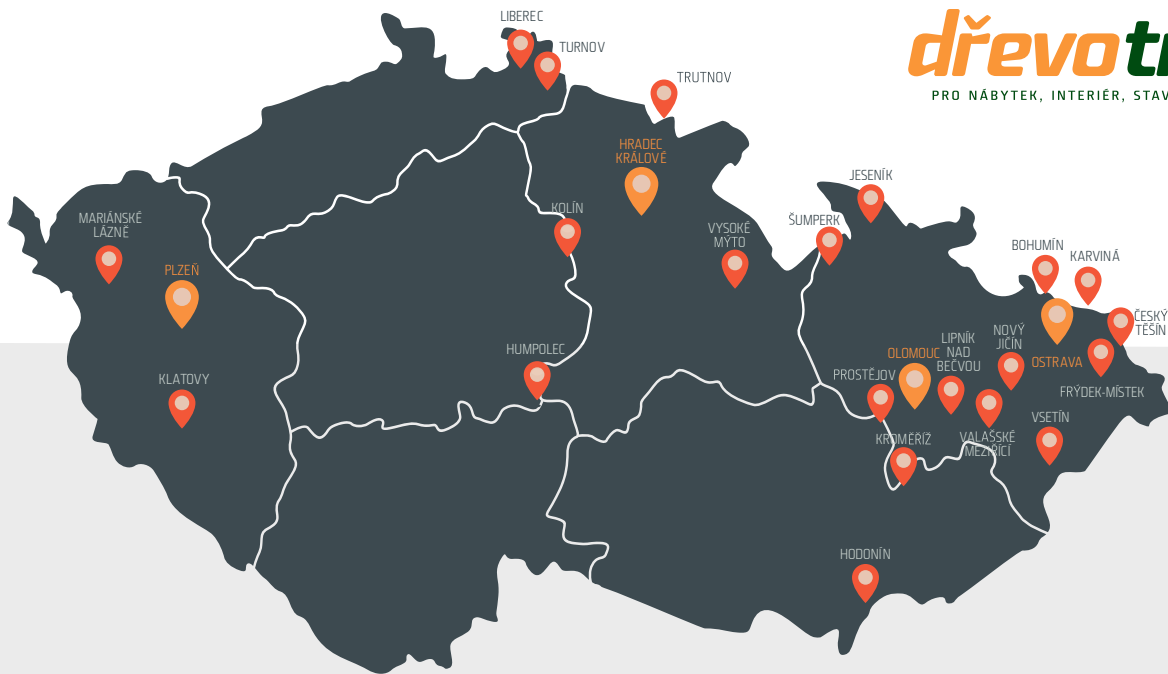 LIBEREC
TURNOV
dřevot
PRO NÁBYTEK, INTERIÉR, STAV
TRUTNOV
HRADEC
KRÁLOVÉ
JESENÍK
KOLÍN
MARIÁNSKÉ
LÁZNĚ
VYSOKÉ
MÝTO
ŠUMPERK
BOHUMÍN
KARVINÁ
PLZEŇ
ČESKÝ
TĚŠÍN
NOVÝ
JIČÍN
LIPNÍK
NAD
BEČVOU
HUMPOLEC
OLOMOUC
OSTRAVA
KLATOVY
PROSTĚJOV
FRÝDEK-MÍSTEK
VSETÍN
KROMĚŘÍŽ
VALAŠSKÉ
MEZIŘÍCÍ
HODONÍN